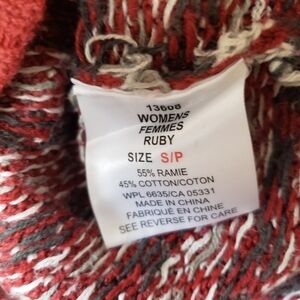 13608
WOMENS
FEMMES
RUBY
SIZE S/P
55% RAMIE
45% COTTON/COTON
WPL 6635/CA 05331
MADE IN CHINA
FABRIQUÉ EN CHINE
SEE REVERSE FOR CARE